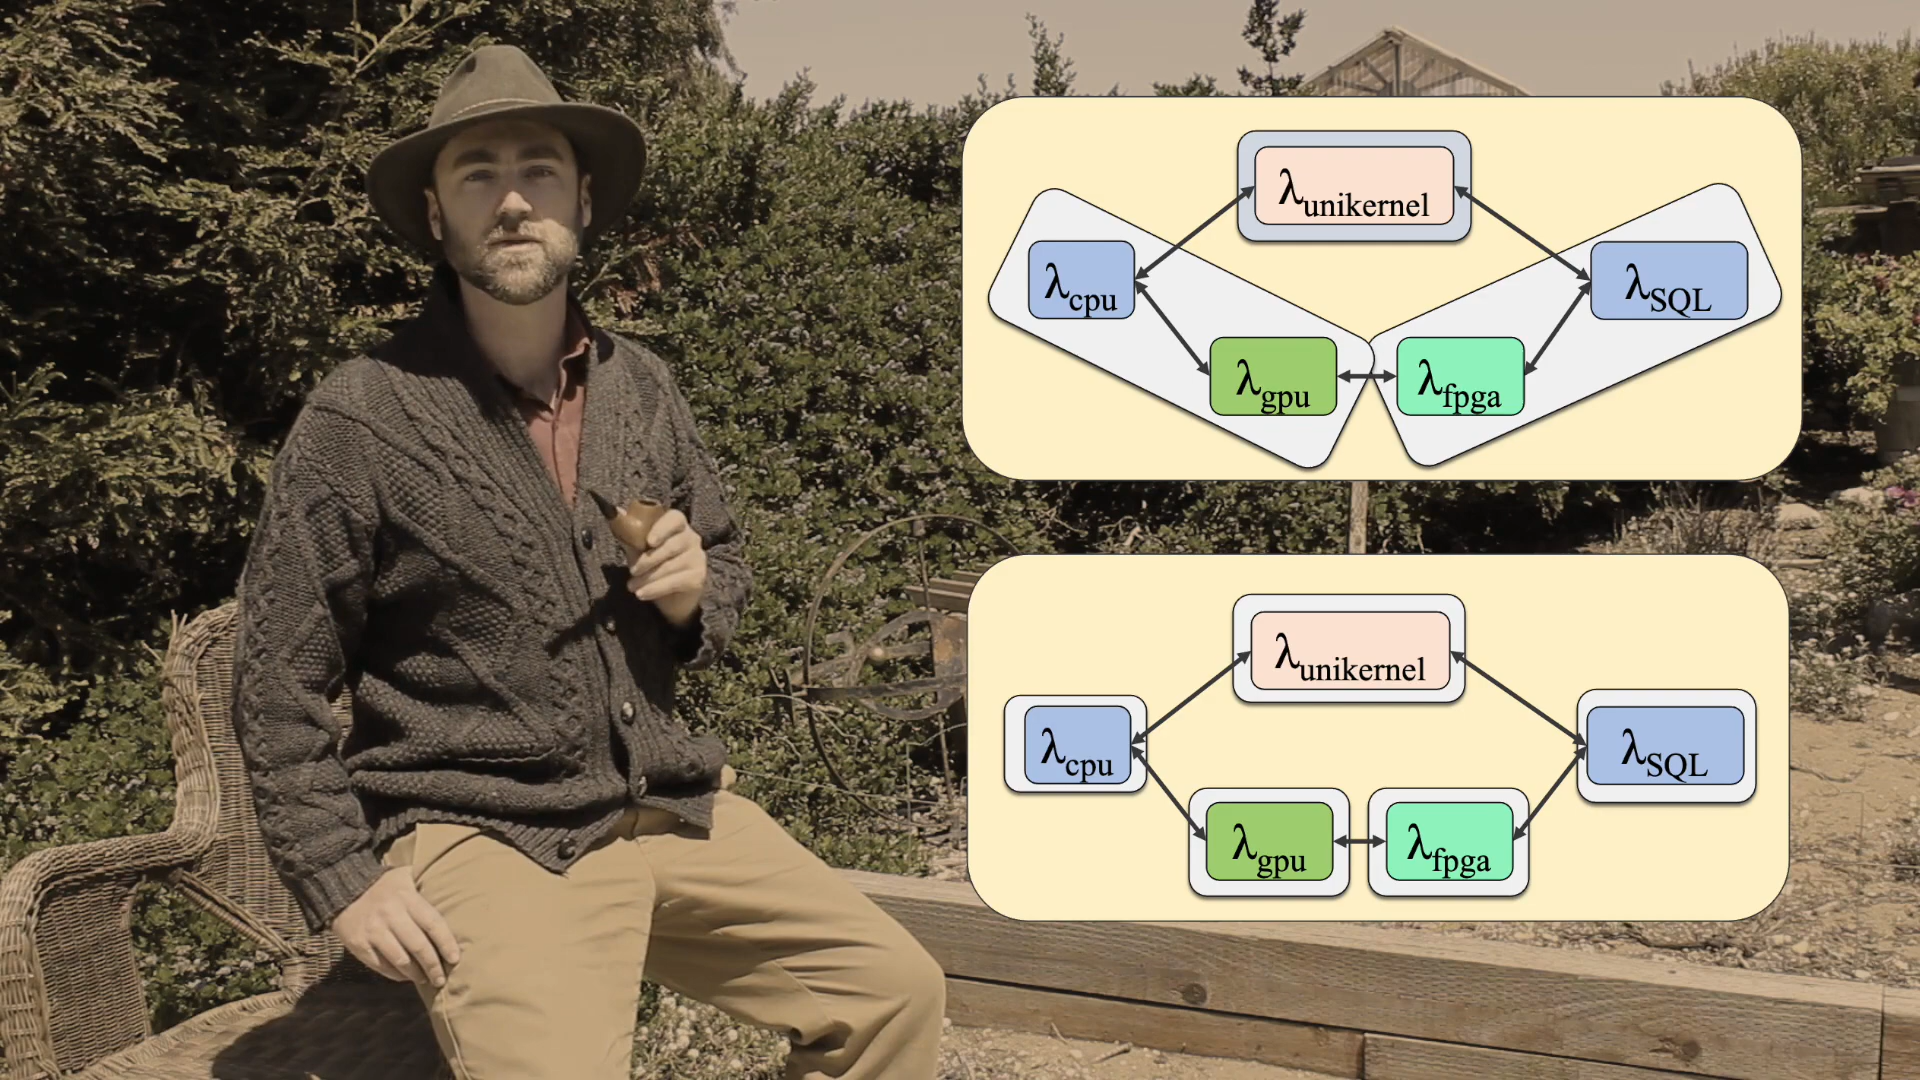 λunikernel
λcpu
λSQL
λgpu
λfpga
λunikernel
λcpu
λSQL
λgpu
λfpga